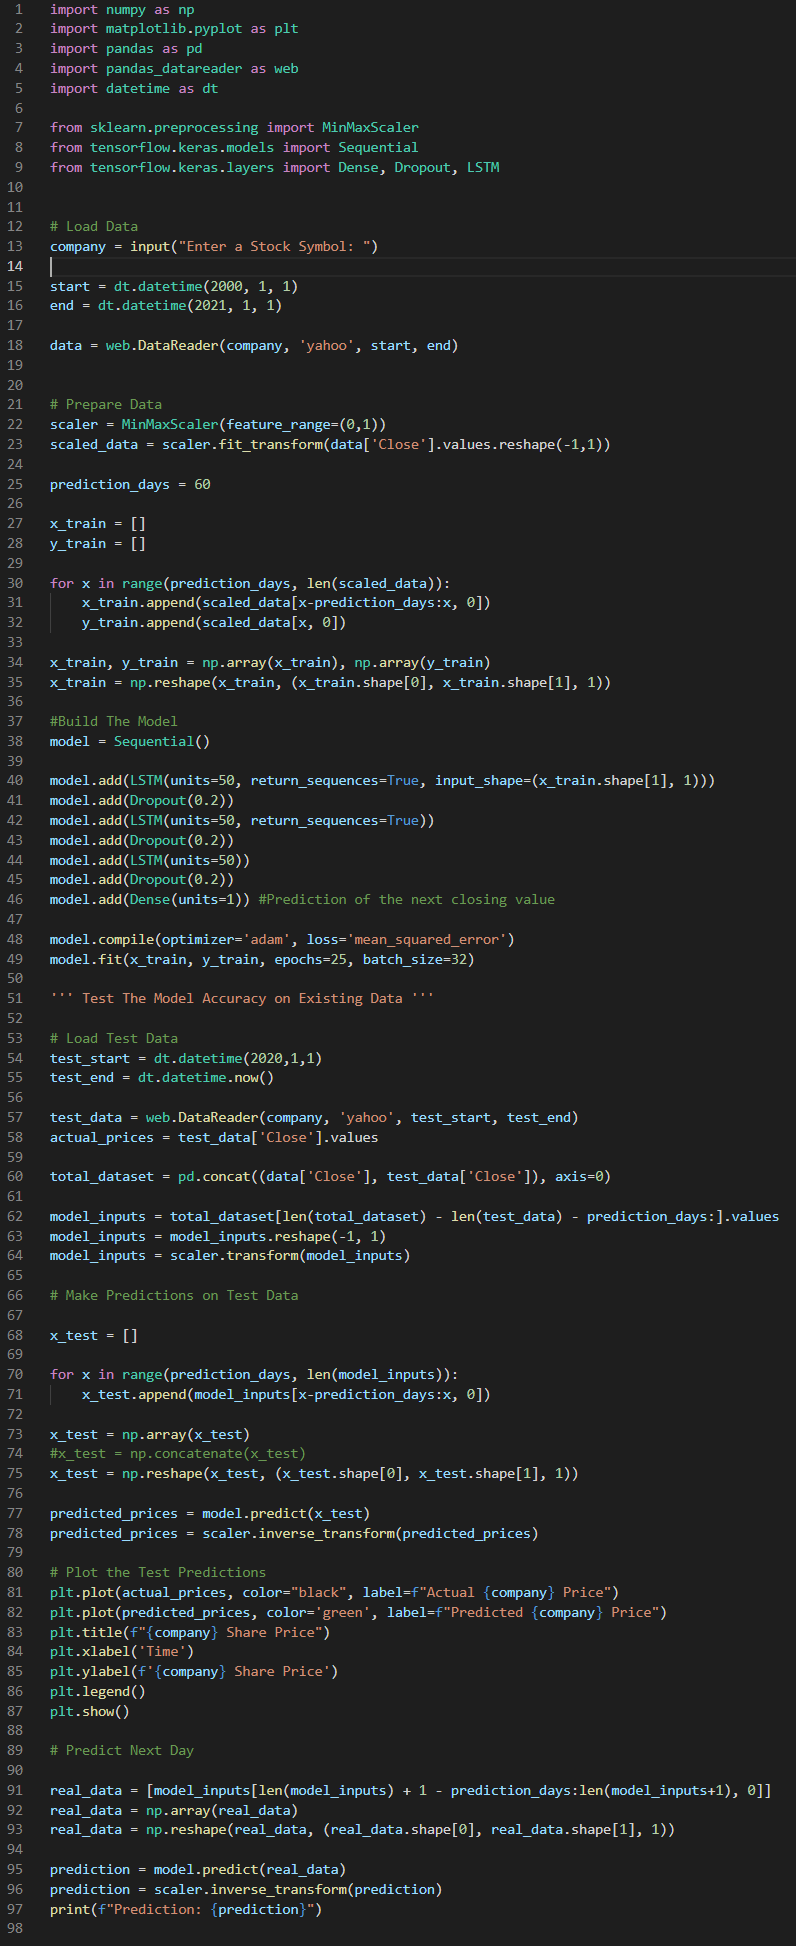 1 import numpy as np
2 import matplotlib.pyplot as plt
3 import pandas as pd
4 import pandas_datareader as web
5 import datetime as dt
6
7 from sklearn.preprocessing import MinMaxScaler
8 from tensorflow.keras.models import Sequential
9 from tensorflow.keras.layers import Dense, Dropout, LSTM
10
11
12 # Load Data
13 company = input("Enter a Stock Symbol: ")
14
15 start = dt.datetime(2000, 1, 1)
16 end = dt.datetime(2021, 1, 1)
17
18 data = web.DataReader(company, 'yahoo', start, end)
19
20
21 # Prepare Data
22 scaler = MinMaxScaler(feature_range=(0,1))
23 scaled_data = scaler.fit_transform(data['Close'].values.reshape(-1,1))
24
25 prediction_days = 60
26
27 x_train = []
28 y_train = []
29
30 for x in range(prediction_days, len(scaled_data)):
31     x_train.append(scaled_data[x-prediction_days:x, 0])
32     y_train.append(scaled_data[x, 0])
33
34 x_train, y_train = np.array(x_train), np.array(y_train)
35 x_train = np.reshape(x_train, (x_train.shape[0], x_train.shape[1], 1))
36
37 #Build The Model
38 model = Sequential()
39
40 model.add(LSTM(units=50, return_sequences=True, input_shape=(x_train.shape[1], 1)))
41 model.add(Dropout(0.2))
42 model.add(LSTM(units=50, return_sequences=True))
43 model.add(Dropout(0.2))
44 model.add(LSTM(units=50))
45 model.add(Dropout(0.2))
46 model.add(Dense(units=1)) #Prediction of the next closing value
47
48 model.compile(optimizer='adam', loss='mean_squared_error')
49 model.fit(x_train, y_train, epochs=25, batch_size=32)
50
51 ''' Test The Model Accuracy on Existing Data '''
52
53 # Load Test Data
54 test_start = dt.datetime(2020,1,1)
55 test_end = dt.datetime.now()
56
57 test_data = web.DataReader(company, 'yahoo', test_start, test_end)
58 actual_prices = test_data['Close'].values
59
60 total_dataset = pd.concat((data['Close'], test_data['Close']), axis=0)
61
62 model_inputs = total_dataset[len(total_dataset) - len(test_data) - prediction_days:].values
63 model_inputs = model_inputs.reshape(-1, 1)
64 model_inputs = scaler.transform(model_inputs)
65
66 # Make Predictions on Test Data
67
68 x_test = []
69
70 for x in range(prediction_days, len(model_inputs)):
71     x_test.append(model_inputs[x-prediction_days:x, 0])
72
73 x_test = np.array(x_test)
74 #x_test = np.concatenate(x_test)
75 x_test = np.reshape(x_test, (x_test.shape[0], x_test.shape[1], 1))
76
77 predicted_prices = model.predict(x_test)
78 predicted_prices = scaler.inverse_transform(predicted_prices)
79
80 # Plot the Test Predictions
81 plt.plot(actual_prices, color="black", label=f"Actual {company} Price")
82 plt.plot(predicted_prices, color='green', label=f"Predicted {company} Price")
83 plt.title(f"{company} Share Price")
84 plt.xlabel('Time')
85 plt.ylabel(f'{company} Share Price')
86 plt.legend()
87 plt.show()
88
89 # Predict Next Day
90
91 real_data = [model_inputs[len(model_inputs) + 1 - prediction_days:len(model_inputs+1), 0]]
92 real_data = np.array(real_data)
93 real_data = np.reshape(real_data, (real_data.shape[0], real_data.shape[1], 1))
94
95 prediction = model.predict(real_data)
96 prediction = scaler.inverse_transform(prediction)
97 print(f"Prediction: {prediction}")
98